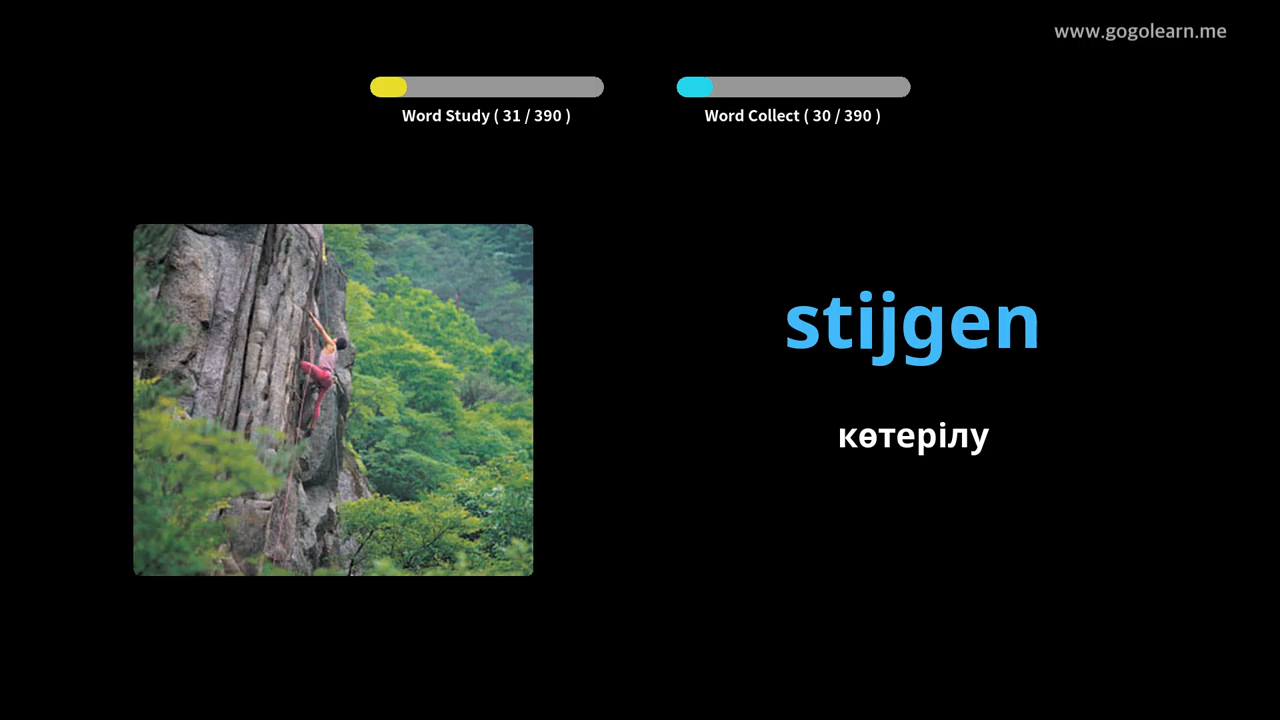 www.gogolearn.me
Word Study ( 31 / 390 )
Word Collect ( 30 / 390 )
stijgen
көтерілу